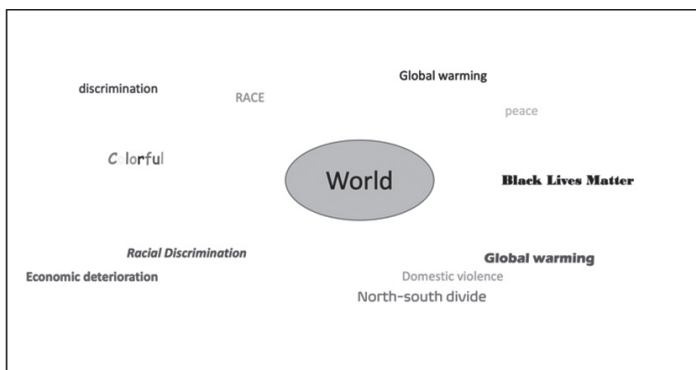 Global warming
discrimination
RACE
peace
Colorful
World
Black Lives Matter
Racial Discrimination
Global warming
Economic deterioration
Domestic violence
North-south divide